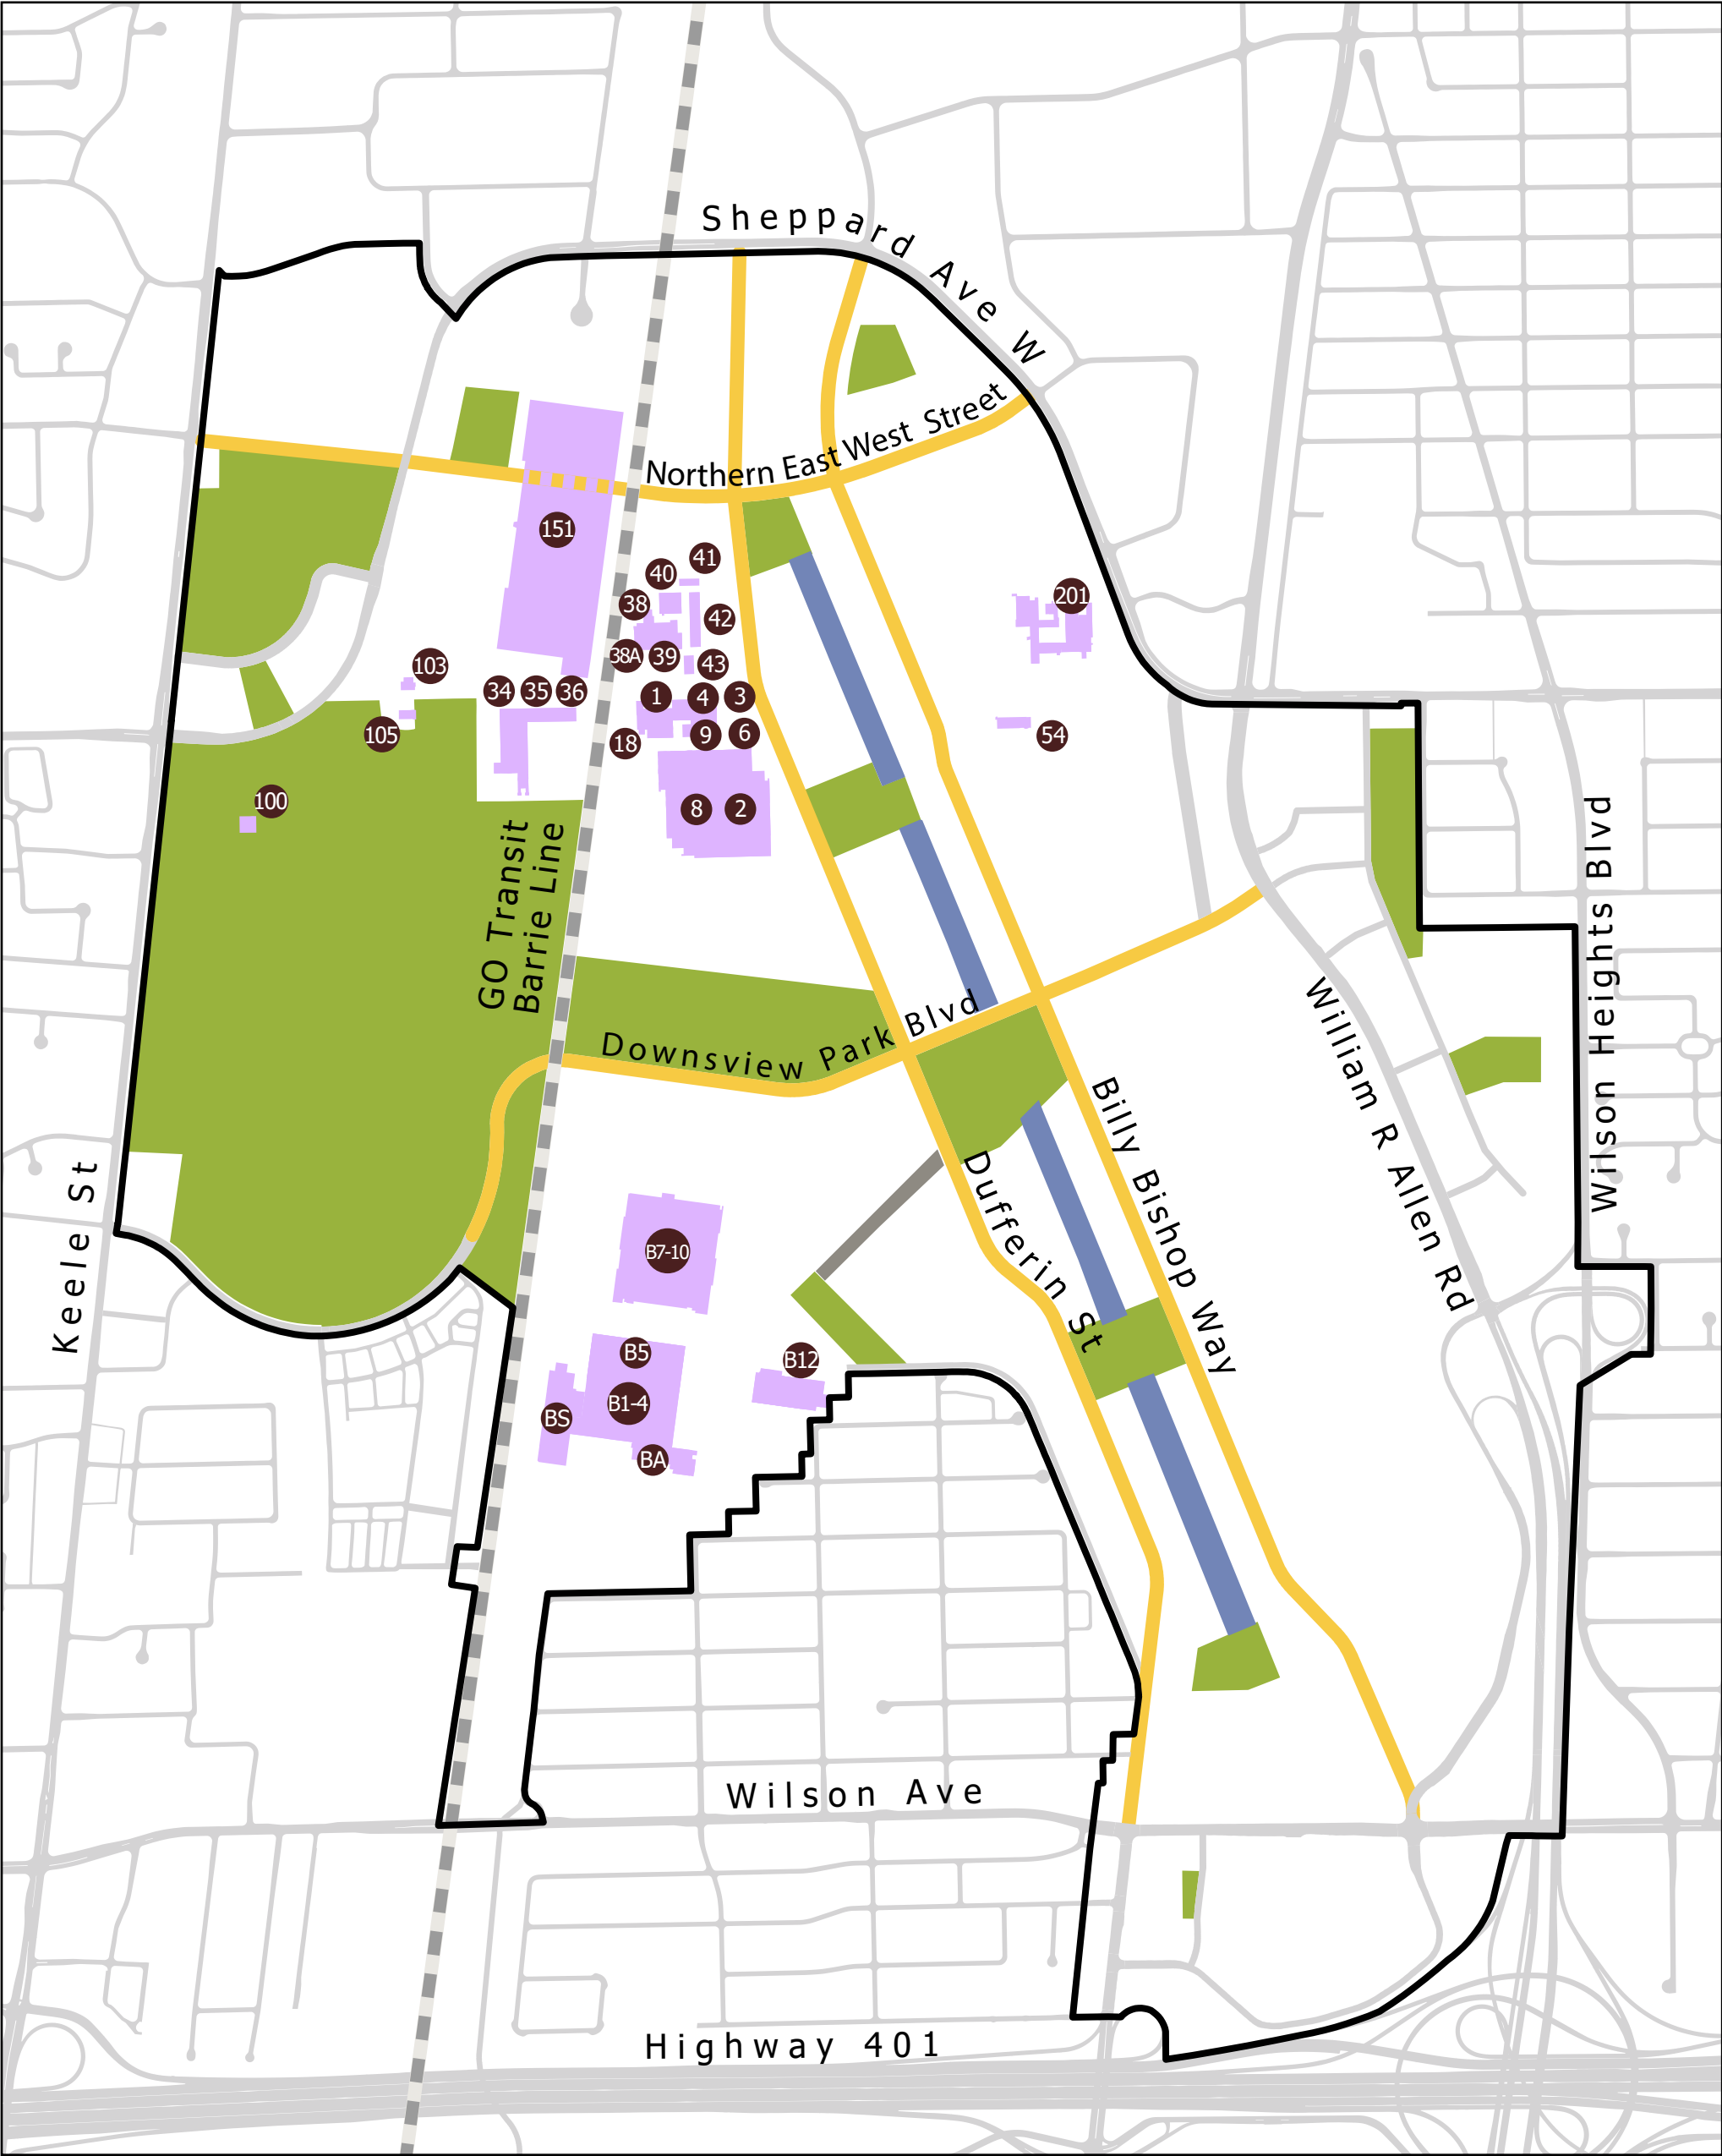 Sheppard Ave W
Northern East West Street
151
41
40
38
42
201
38A
39
43
103
34
35
36
1
4
3
105
18
9
6
54
100
8
2
GO Transit
Barrie Line
Wilson Heights Blvd
Downsview Park Blvd
William R Allen Rd
Billy Bishop Way
Dufferin St
Keele St
B7-10
B5
B12
B1-4
BS
BA
Wilson Ave
Highway 401